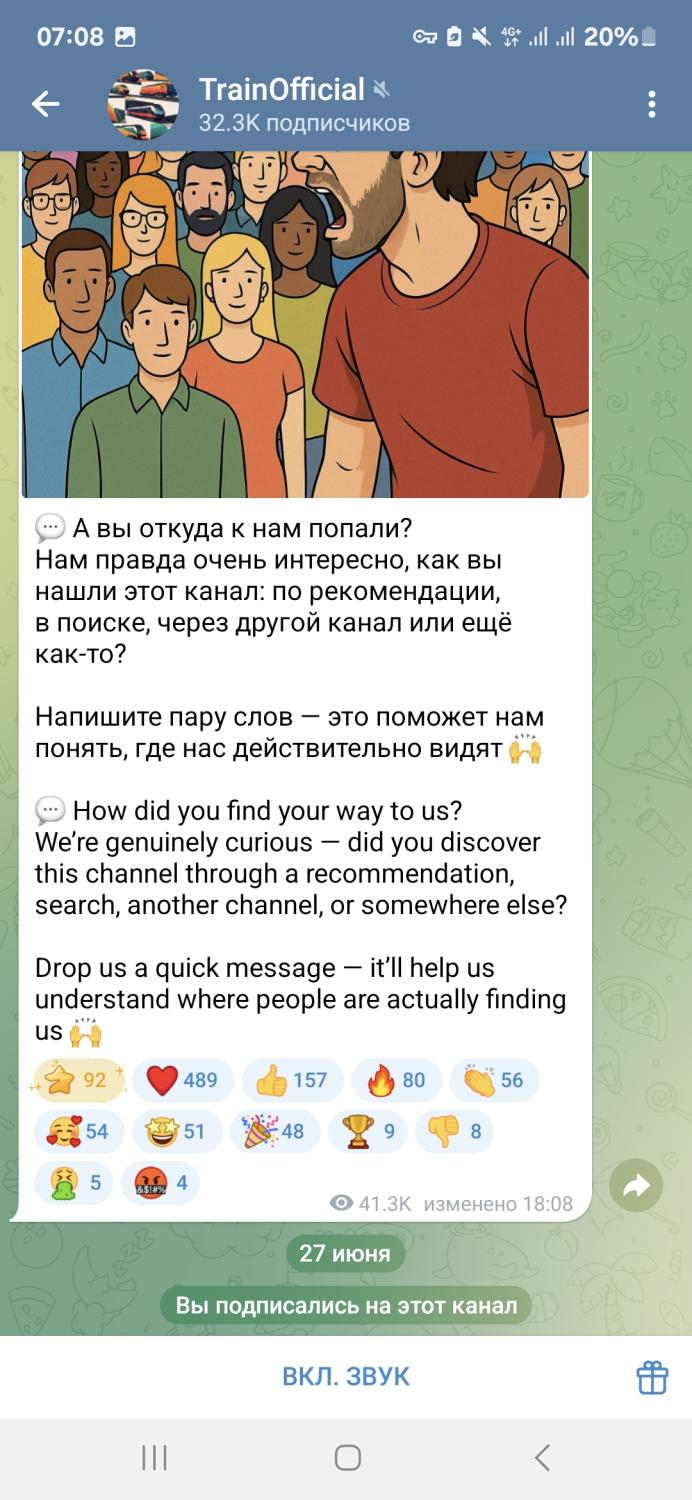 07:08
4G+
20%
TrainOfficial
32.3K подписчиков
А вы откуда к нам попали?
Нам правда очень интересно, как вы
нашли этот канал: по рекомендации,
в поиске, через другой канал или ещё
как-то?
Напишите пару слов — это поможет нам
понять, где нас действительно видят 🙌
💬 How did you find your way to us?
We’re genuinely curious — did you discover
this channel through a recommendation,
search, another channel, or somewhere else?
Drop us a quick message — it’ll help us
understand where people are actually finding
us 🙌
92 489 157 80 56
54 51 48 9 8
5 4
&$!#%
41.3K изменено 18:08
27 июня
Вы подписались на этот канал
ВКЛ. ЗВУК